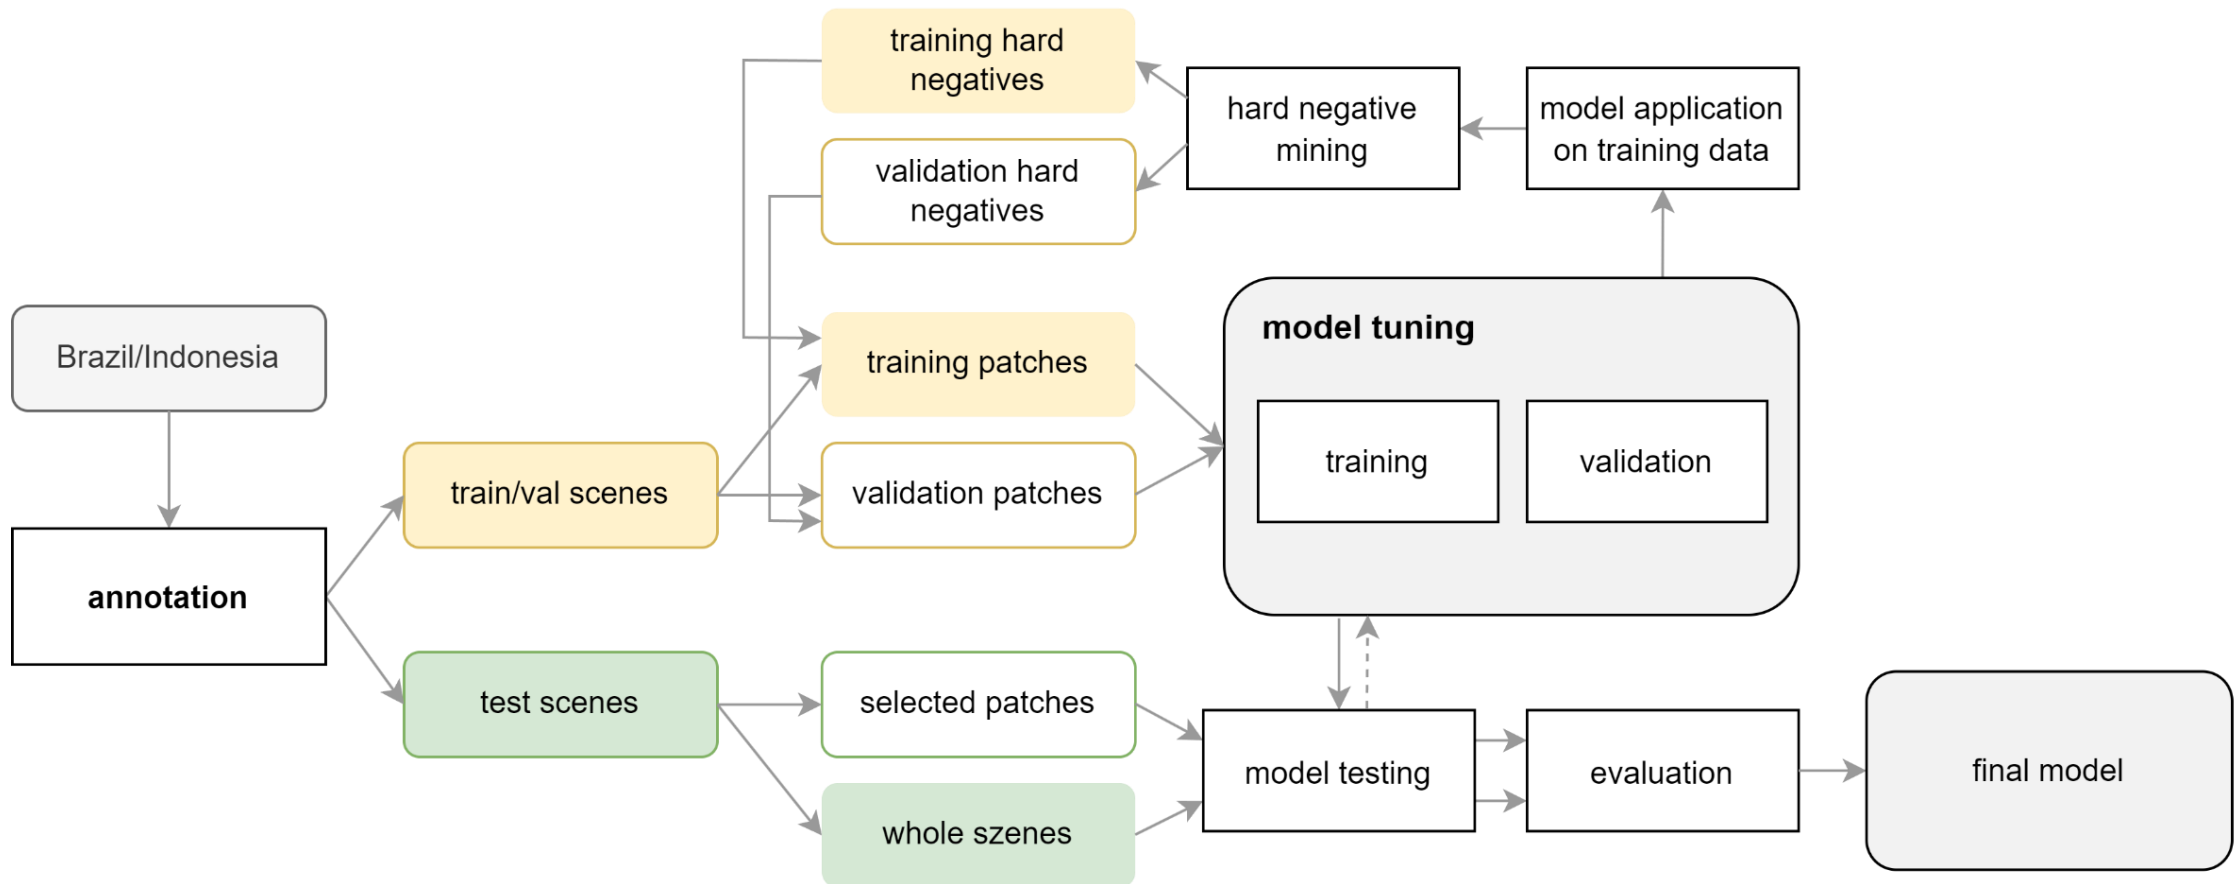 training hard
negatives
hard negative
mining
model application
on training data
validation hard
negatives
Brazil/Indonesia
model tuning
training patches
training
validation
train/val scenes
validation patches
annotation
test scenes
selected patches
model testing
evaluation
final model
whole szenes